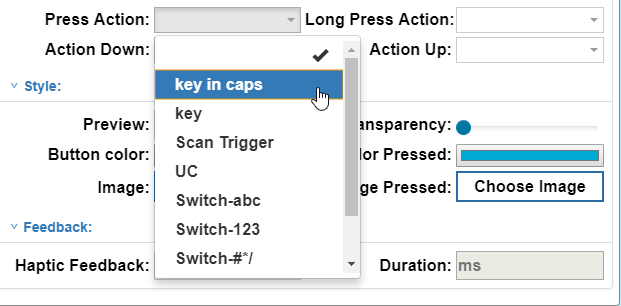 Press Action: Long Press Action:
Action Down: Action Up:
key in caps
Style:
key
Preview: ansparency:
Scan Trigger
Button color: or Pressed:
UC
Image: ge Pressed: Choose Image
Switch-abc
Feedback:
Switch-123
Switch-#*/
Haptic Feedback: Duration: ms